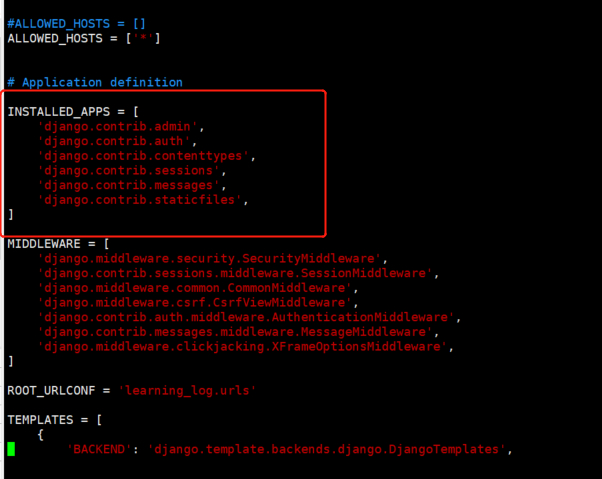 #ALLOWED_HOSTS = []
ALLOWED_HOSTS = ['*']
# Application definition
INSTALLED_APPS = [
    'django.contrib.admin',
    'django.contrib.auth',
    'django.contrib.contenttypes',
    'django.contrib.sessions',
    'django.contrib.messages',
    'django.contrib.staticfiles',
]
MIDDLEWARE = [
    'django.middleware.security.SecurityMiddleware',
    'django.contrib.sessions.middleware.SessionMiddleware',
    'django.middleware.common.CommonMiddleware',
    'django.middleware.csrf.CsrfViewMiddleware',
    'django.contrib.auth.middleware.AuthenticationMiddleware',
    'django.contrib.messages.middleware.MessageMiddleware',
    'django.middleware.clickjacking.XFrameOptionsMiddleware',
]
ROOT_URLCONF = 'learning_log.urls'
TEMPLATES = [
    {
        'BACKEND': 'django.template.backends.django.DjangoTemplates',